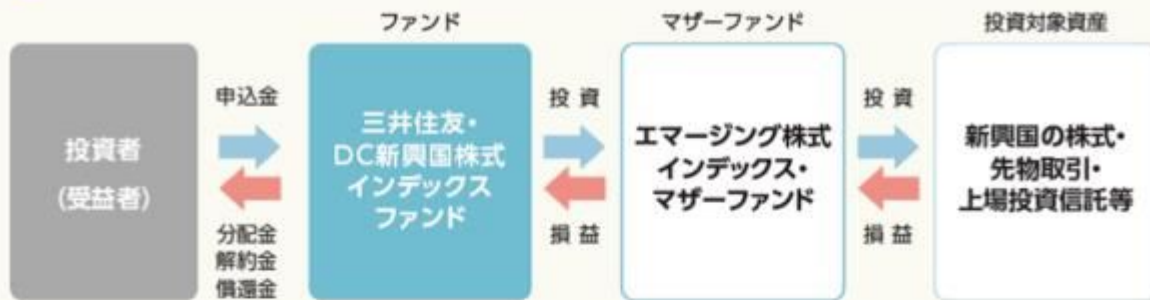 ファンド
マザーファンド
投資対象資産
投資者
(受益者)
申込金
分配金
解約金
償還金
三井住友・
DC新興国株式
インデックス
ファンド
投資
損益
エマージング株式
インデックス・
マザーファンド
投資
損益
新興国の株式・
先物取引・
上場投資信託等